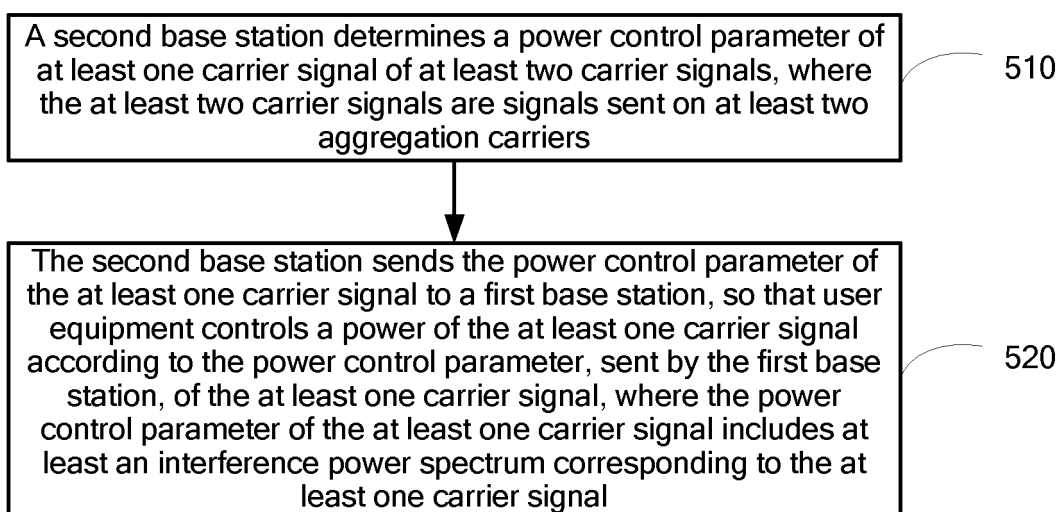 A second base station determines a power control parameter of
at least one carrier signal of at least two carrier signals, where
the at least two carrier signals are signals sent on at least two
aggregation carriers
510
The second base station sends the power control parameter of
the at least one carrier signal to a first base station, so that user
equipment controls a power of the at least one carrier signal
according to the power control parameter, sent by the first base
station, of the at least one carrier signal, where the power
control parameter of the at least one carrier signal includes at
least an interference power spectrum corresponding to the at
least one carrier signal
520